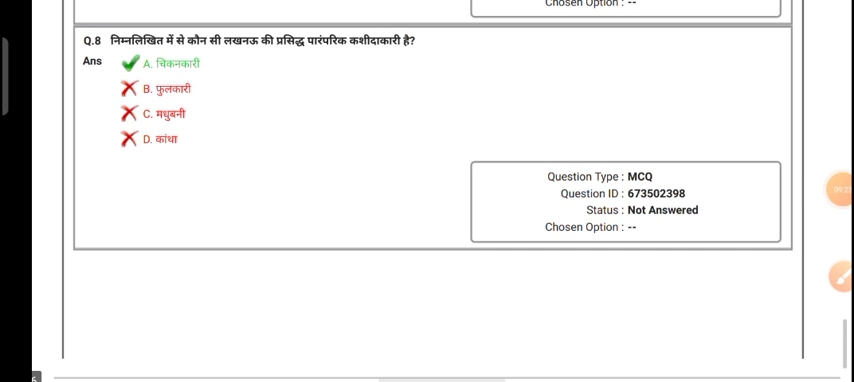 Chosen Option : --
Q.8 निम्नलिखित में से कौन सी लखनऊ की प्रसिद्ध पारंपरिक कशीदाकारी है?
Ans A. चिकनकारी
B. फुलकारी
C. मधुबनी
D. कांथा
Question Type : MCQ
Question ID : 673502398
Status : Not Answered
Chosen Option : --